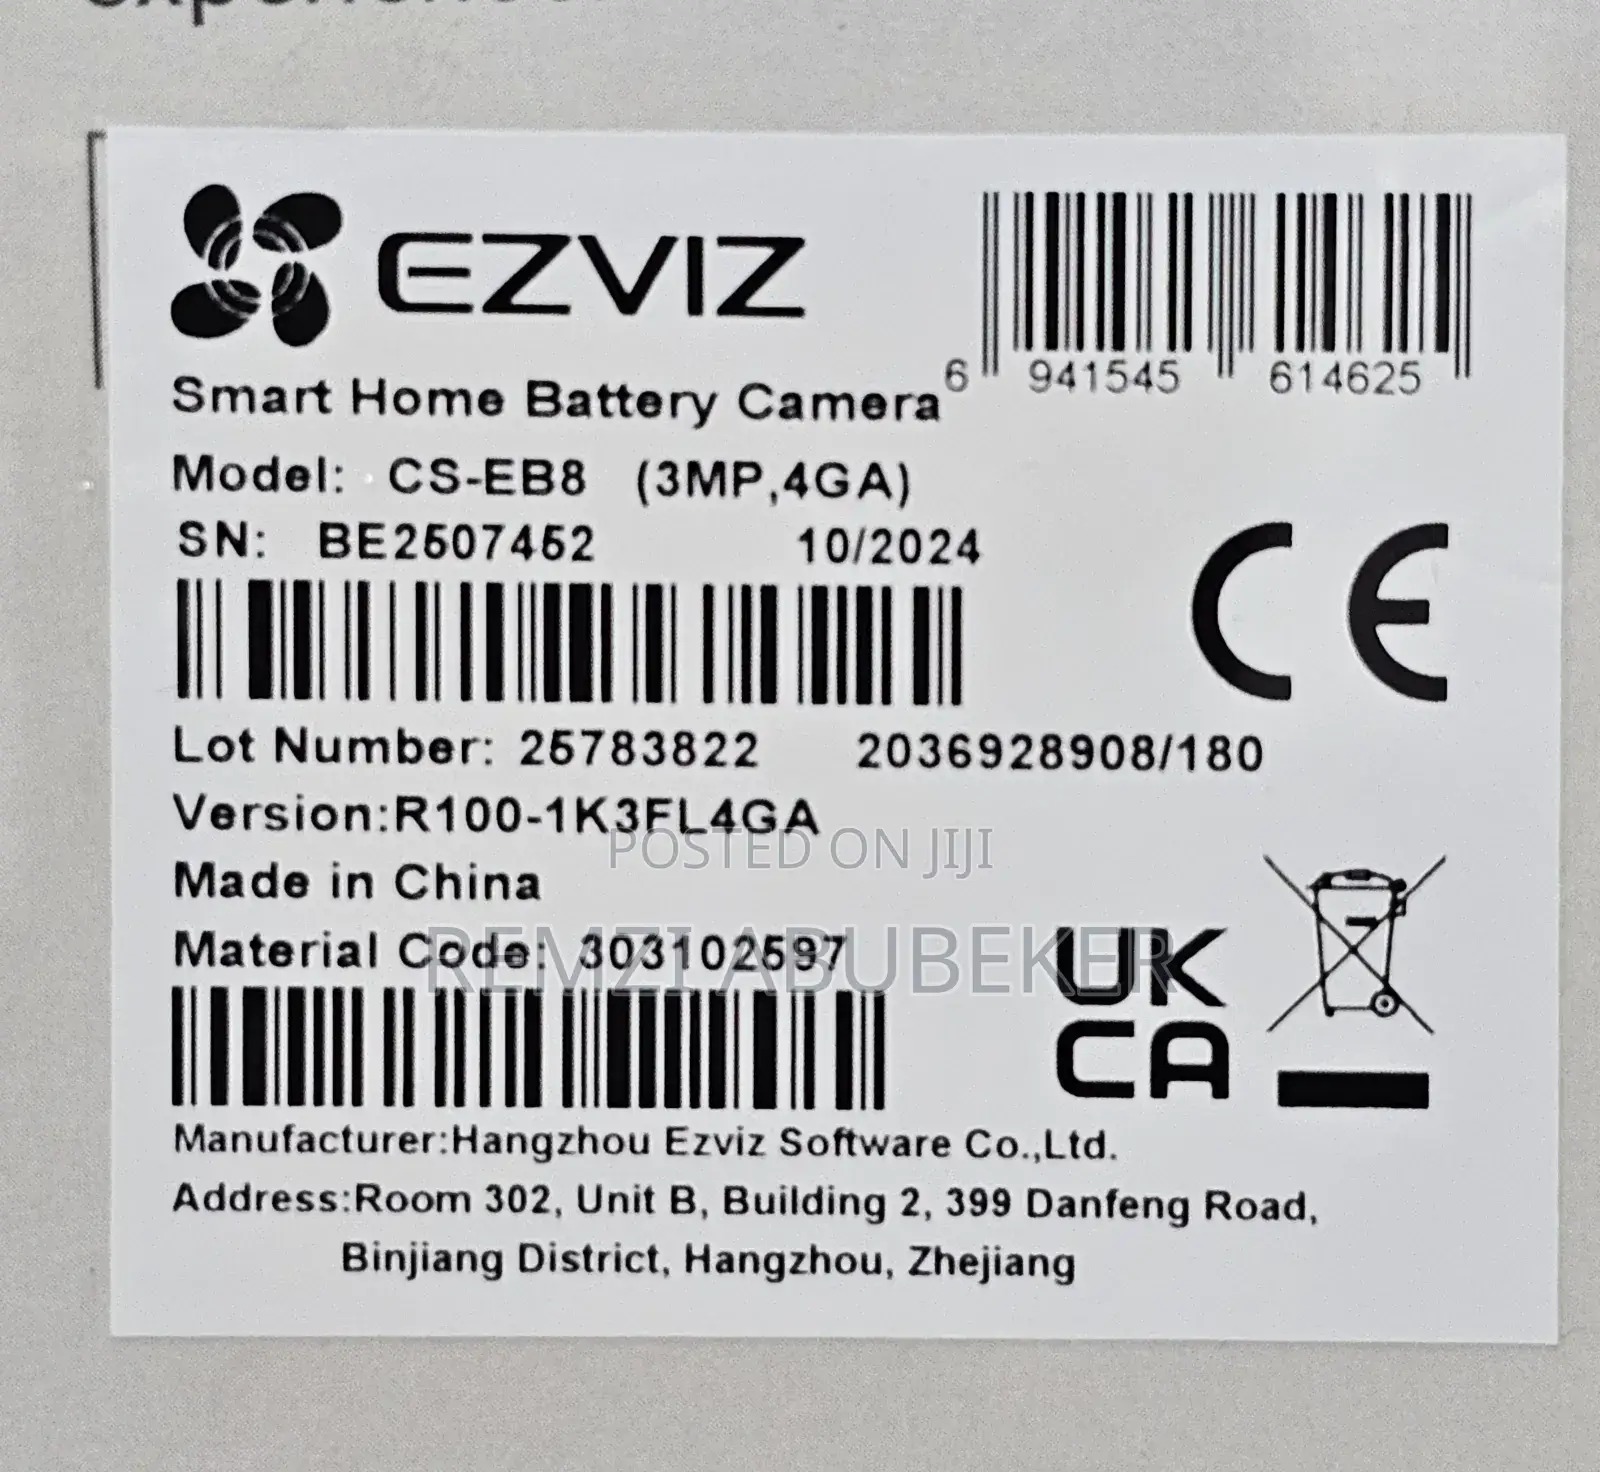 EZVIZ
6 941545 614625
Smart Home Battery Camera
Model: CS-EB8 (3MP,4GA)
SN: BE2507452 10/2024
CE
Lot Number: 25783822 2036928908/180
Version:R100-1K3FL4GA
POSTED ON JIJI
Made in China
Material Code: 303102597
REMZI ABUBEKER
UK
CA
Manufacturer:Hangzhou Ezviz Software Co.,Ltd.
Address:Room 302, Unit B, Building 2, 399 Danfeng Road,
Binjiang District, Hangzhou, Zhejiang